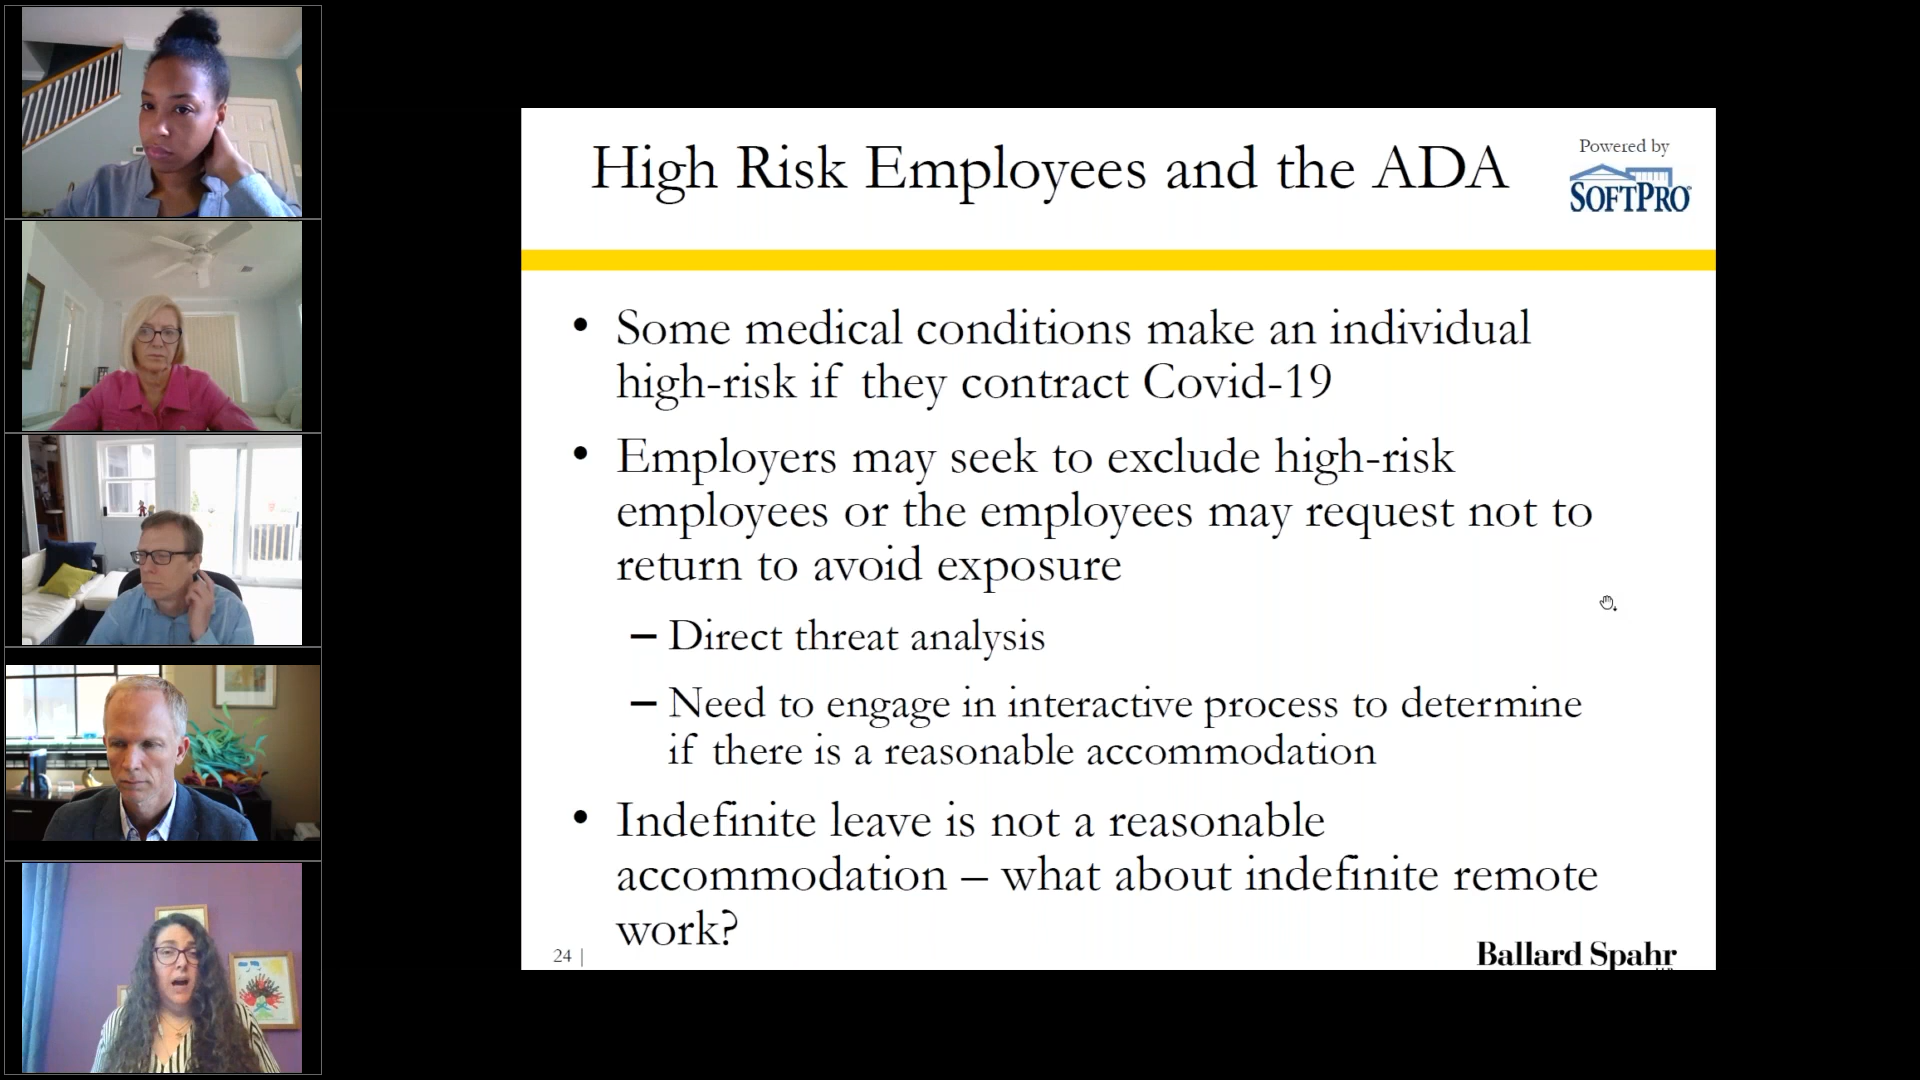 High Risk Employees and the ADA
Powered by
SOFTPRO
• Some medical conditions make an individual
high-risk if they contract Covid-19
• Employers may seek to exclude high-risk
employees or the employees may request not to
return to avoid exposure
– Direct threat analysis
– Need to engage in interactive process to determine
if there is a reasonable accommodation
• Indefinite leave is not a reasonable
accommodation – what about indefinite remote
work?
24 |
Ballard Spahr